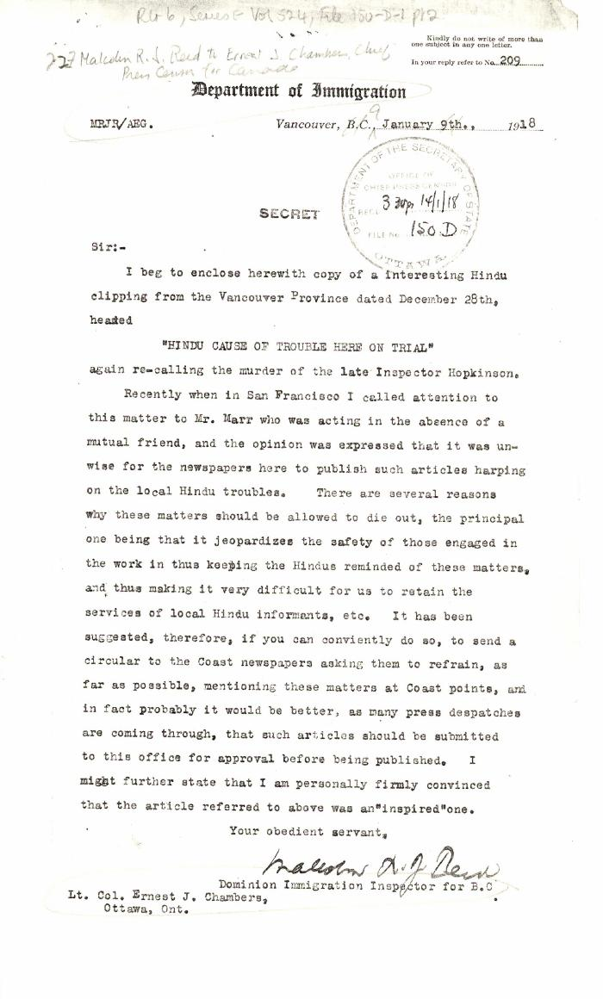 RG 6, Series E Vol 524, File 150-D-1 pt 2
Kindly do not write of more than
one subject in any one letter.
227 Malcolm R. J. Reid to Ernest J Chambers, Chief
Press Censor for Canada
In your reply refer to No. 209
Department of Immigration
MRJR/AEG.
Vancouver, B.C., January 9th., 1918
9
DEPARTMENT OF THE SECRETARY OF STATE
OFFICE OF
CHIEF PRESS CENSOR
REC. 14/1/18
FILE No. 150.D
OTTAWA
SECRET
Sir:-
I beg to enclose herewith copy of a interesting Hindu
clipping from the Vancouver Province dated December 28th,
headed
"HINDU CAUSE OF TROUBLE HERE ON TRIAL"
again re-calling the murder of the late Inspector Hopkinson.
Recently when in San Francisco I called attention to
this matter to Mr. Marr who was acting in the absence of a
mutual friend, and the opinion was expressed that it was un-
wise for the newspapers here to publish such articles harping
on the local Hindu troubles. There are several reasons
why these matters should be allowed to die out, the principal
one being that it jeopardizes the safety of those engaged in
the work in thus keeping the Hindus reminded of these matters,
and thus making it very difficult for us to retain the
services of local Hindu informants, etc. It has been
suggested, therefore, if you can conviently do so, to send a
circular to the Coast newspapers asking them to refrain, as
far as possible, mentioning these matters at Coast points, and
in fact probably it would be better, as many press despatches
are coming through, that such articles should be submitted
to this office for approval before being published. I
might further state that I am personally firmly convinced
that the article referred to above was an"inspired"one.
Your obedient servant,
Malcolm R. J. Reid
Dominion Immigration Inspector for B.C.
Lt. Col. Ernest J. Chambers,
Ottawa, Ont.